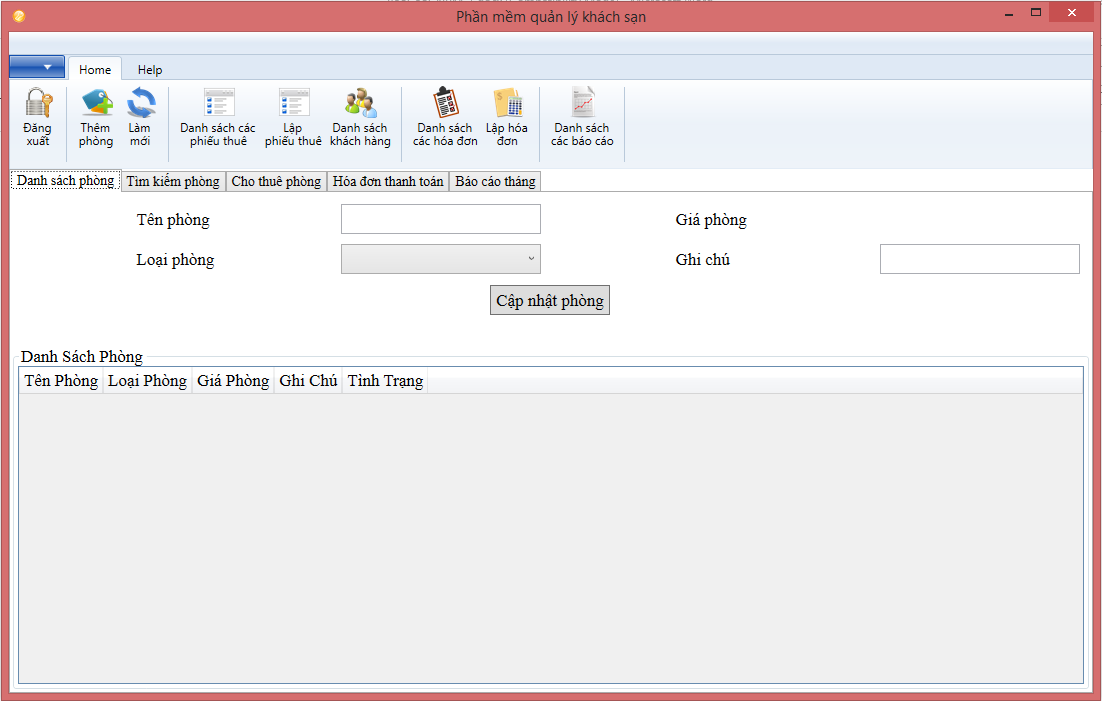 Phần mềm quản lý khách sạn
Home Help
Đăng xuất
Thêm phòng
Làm mới
Danh sách các phiếu thuê
Lập phiếu thuê
Danh sách khách hàng
Danh sách các hóa đơn
Lập hóa đơn
Danh sách các báo cáo
Danh sách phòng Tìm kiếm phòng Cho thuê phòng Hóa đơn thanh toán Báo cáo tháng
Tên phòng Giá phòng
Loại phòng Ghi chú
Cập nhật phòng
Danh Sách Phòng
Tên Phòng Loại Phòng Giá Phòng Ghi Chú Tình Trạng